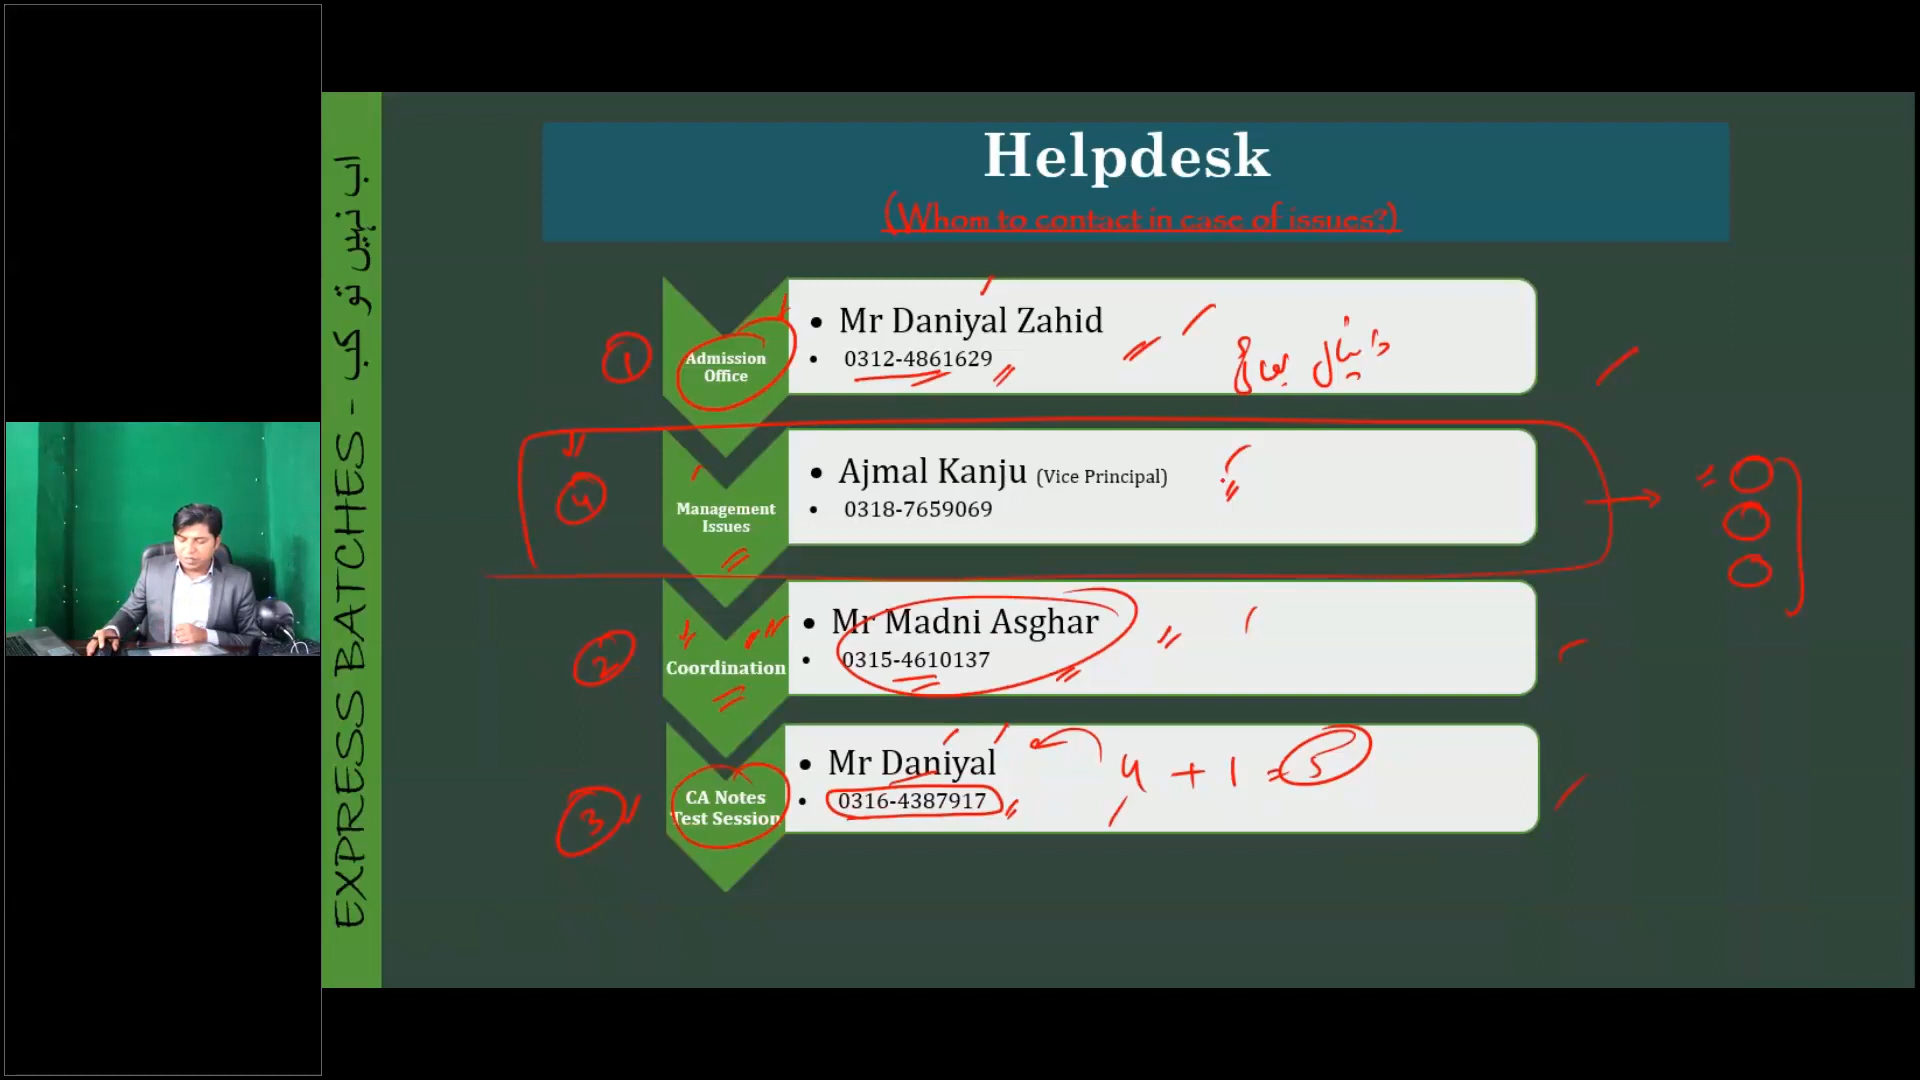 EXPRESS BATCHES - اب نہیں تو کب
Helpdesk
(Whom to contact in case of issues?)
1
Admission
Office
• Mr Daniyal Zahid
• 0312-4861629
دانیال بھائی
4
Management
Issues
• Ajmal Kanju (Vice Principal)
• 0318-7659069
2
Coordination
• Mr Madni Asghar
• 0315-4610137
3
CA Notes
Test Session
• Mr Daniyal
• 0316-4387917
4 + 1 = 5